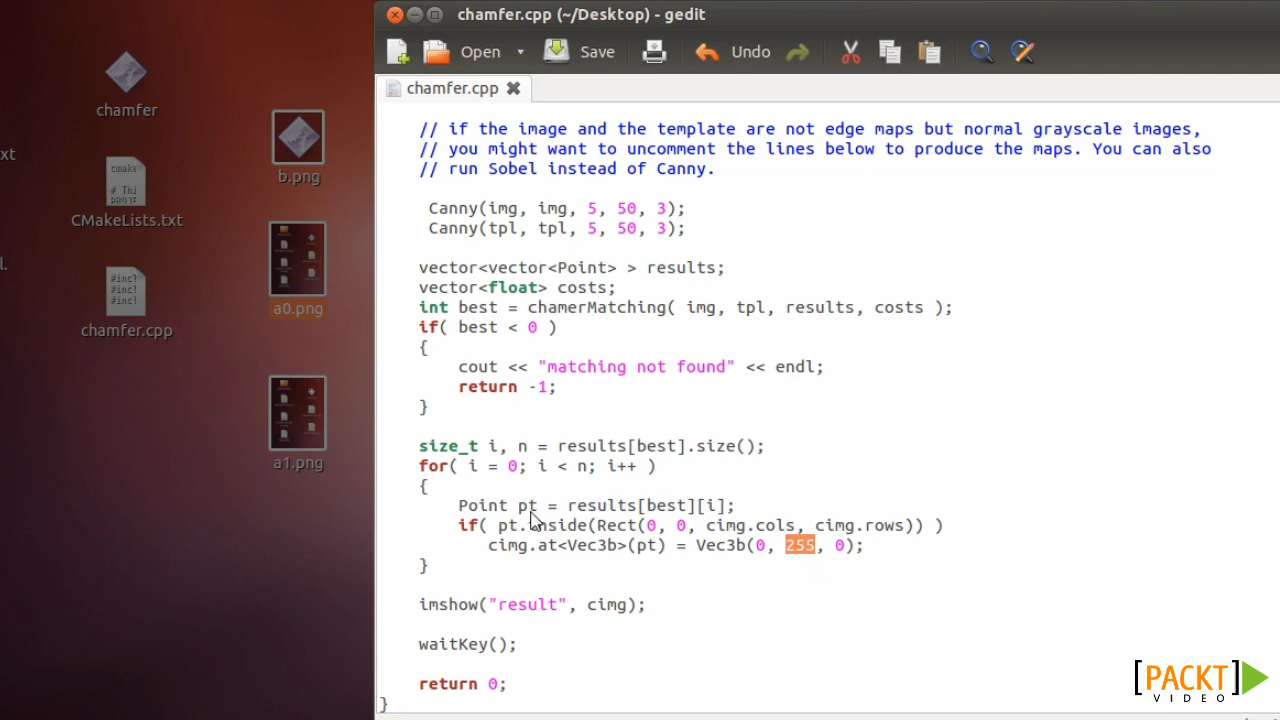 chamfer.cpp (~/Desktop) - gedit
Open
Save
Undo
chamfer.cpp
chamfer
b.png
xt
CMakeLists.txt
l.
a0.png
chamfer.cpp
a1.png
cmake
# Thi
#inc!
#inc!
#inc!
// if the image and the template are not edge maps but normal grayscale images,
// you might want to uncomment the lines below to produce the maps. You can also
// run Sobel instead of Canny.
Canny(img, img, 5, 50, 3);
Canny(tpl, tpl, 5, 50, 3);
vector<vector<Point> > results;
vector<float> costs;
int best = chamerMatching( img, tpl, results, costs );
if( best < 0 )
{
cout << "matching not found" << endl;
return -1;
}
size_t i, n = results[best].size();
for( i = 0; i < n; i++ )
{
Point pt = results[best][i];
if( pt.inside(Rect(0, 0, cimg.cols, cimg.rows)) )
cimg.at<Vec3b>(pt) = Vec3b(0, 255, 0);
}
imshow("result", cimg);
waitKey();
return 0;
}
[PACKT]
VIDEO